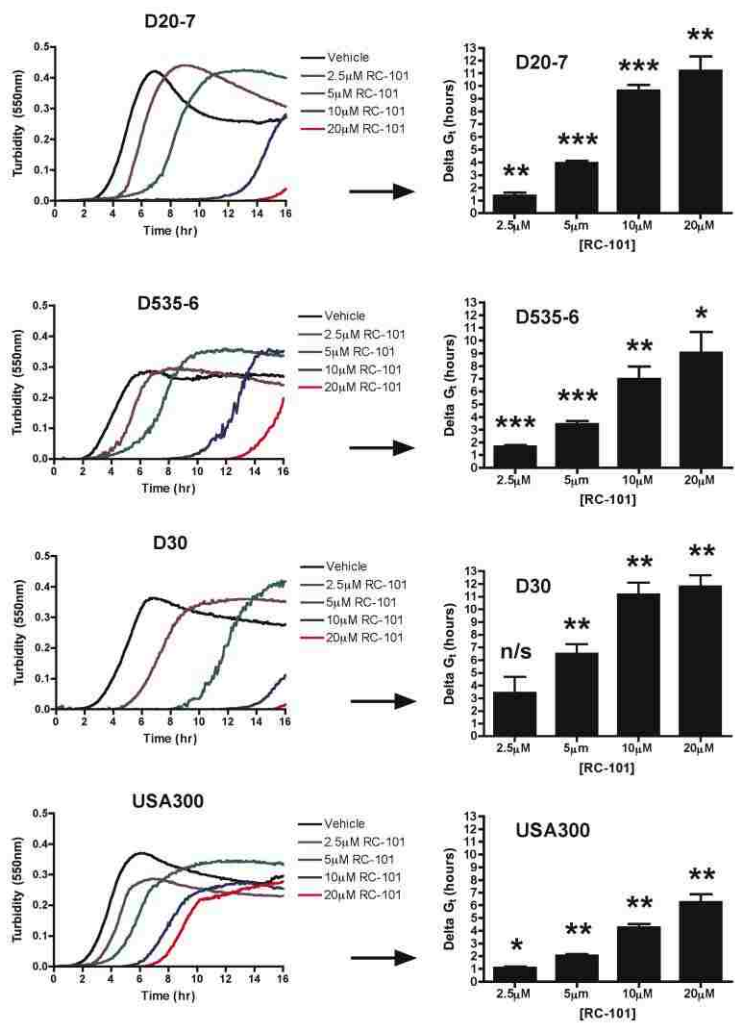 D20-7
Turbidity (550nm)
0.5
0.4
0.3
0.2
0.1
0.0
0 2 4 6 8 10 12 14 16
Time (hr)
Vehicle
2.5μM RC-101
5μM RC-101
10μM RC-101
20μM RC-101
D20-7
Delta Gt (hours)
13
12
11
10
9
8
7
6
5
4
3
2
1
0
**
***
***
**
2.5μM 5μm 10μM 20μM
[RC-101]
D535-6
Turbidity (550nm)
0.5
0.4
0.3
0.2
0.1
0.0
0 2 4 6 8 10 12 14 16
Time (hr)
Vehicle
2.5μM RC-101
5μM RC-101
10μM RC-101
20μM RC-101
D535-6
Delta Gt (hours)
13
12
11
10
9
8
7
6
5
4
3
2
1
0
***
***
**
*
2.5μM 5μm 10μM 20μM
[RC-101]
D30
Turbidity (550nm)
0.5
0.4
0.3
0.2
0.1
0.0
0 2 4 6 8 10 12 14 16
Time (hr)
Vehicle
2.5μM RC-101
5μM RC-101
10μM RC-101
20μM RC-101
D30
Delta Gt (hours)
13
12
11
10
9
8
7
6
5
4
3
2
1
0
n/s
**
**
**
2.5μM 5μm 10μM 20μM
[RC-101]
USA300
Turbidity (550nm)
0.5
0.4
0.3
0.2
0.1
0.0
0 2 4 6 8 10 12 14 16
Time (hr)
Vehicle
2.5μM RC-101
5μM RC-101
10μM RC-101
20μM RC-101
USA300
Delta Gt (hours)
13
12
11
10
9
8
7
6
5
4
3
2
1
0
*
**
**
**
2.5μM 5μm 10μM 20μM
[RC-101]